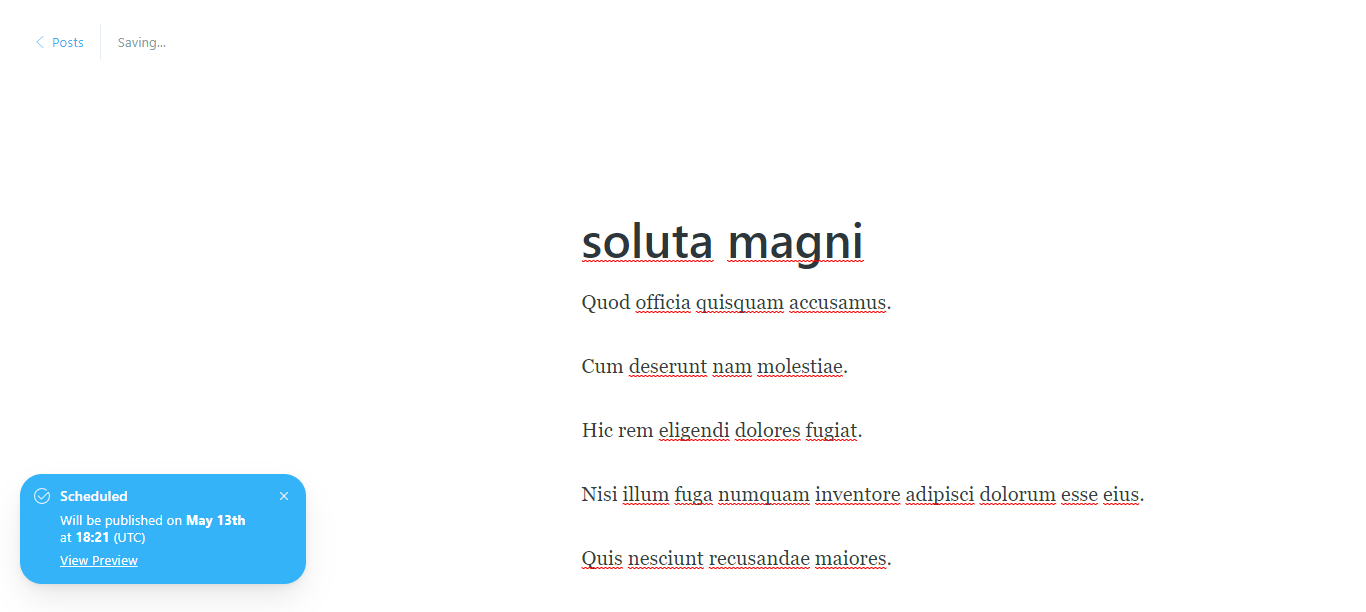 Posts
Saving...
soluta magni
Quod officia quisquam accusamus.
Cum deserunt nam molestiae.
Hic rem eligendi dolores fugiat.
Nisi illum fuga numquam inventore adipisci dolorum esse eius.
Quis nesciunt recusandae maiores.
Scheduled
Will be published on May 13th
at 18:21 (UTC)
View Preview